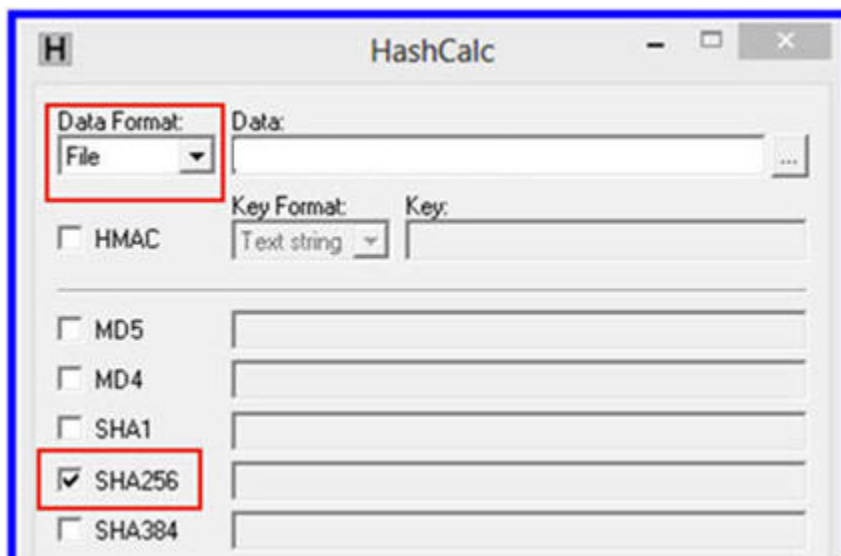 H HashCalc
Data Format: Data:
File ...
Key Format: Key:
HMAC Text string
MD5
MD4
SHA1
SHA256
SHA384